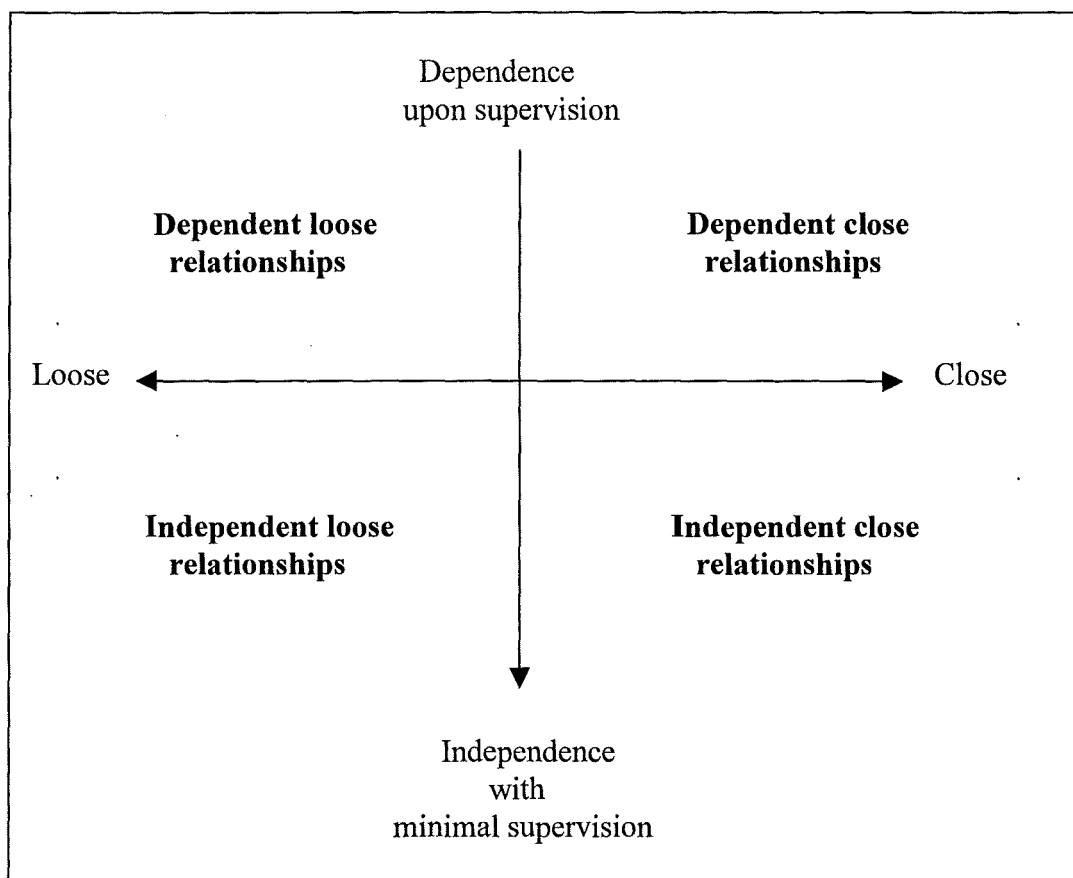 Dependence
upon supervision
Dependent loose
relationships
Dependent close
relationships
Loose
Close
Independent loose
relationships
Independent close
relationships
Independence
with
minimal supervision